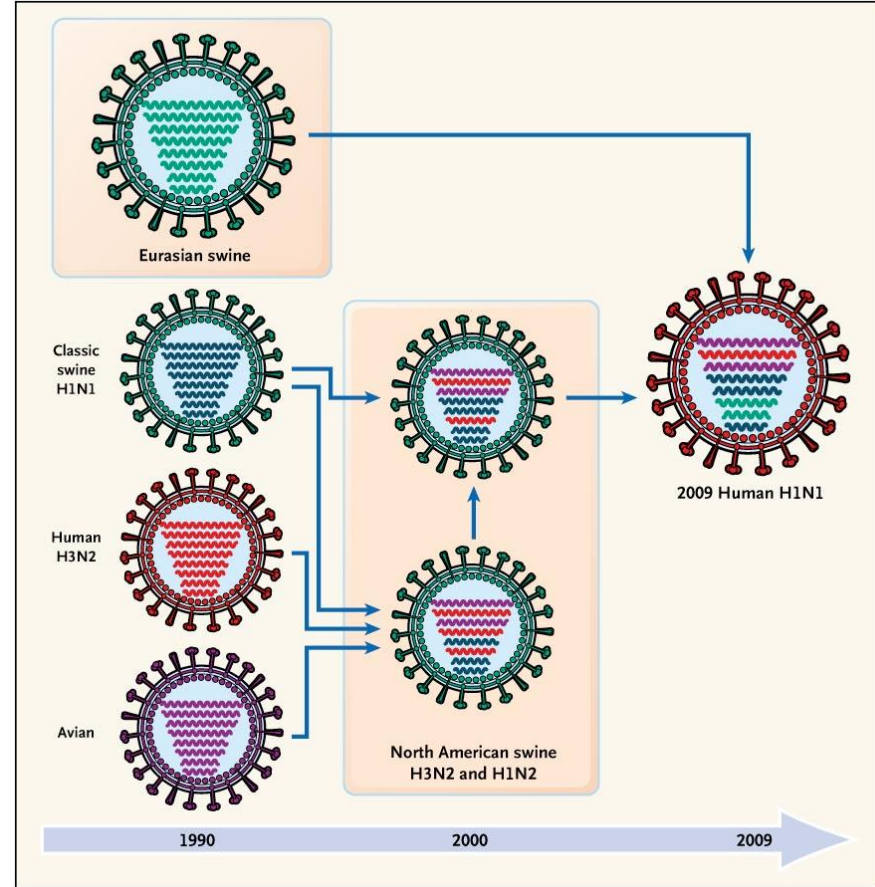 Eurasian swine
Classic
swine
H1N1
Human
H3N2
Avian
North American swine
H3N2 and H1N2
2009 Human H1N1
1990
2000
2009